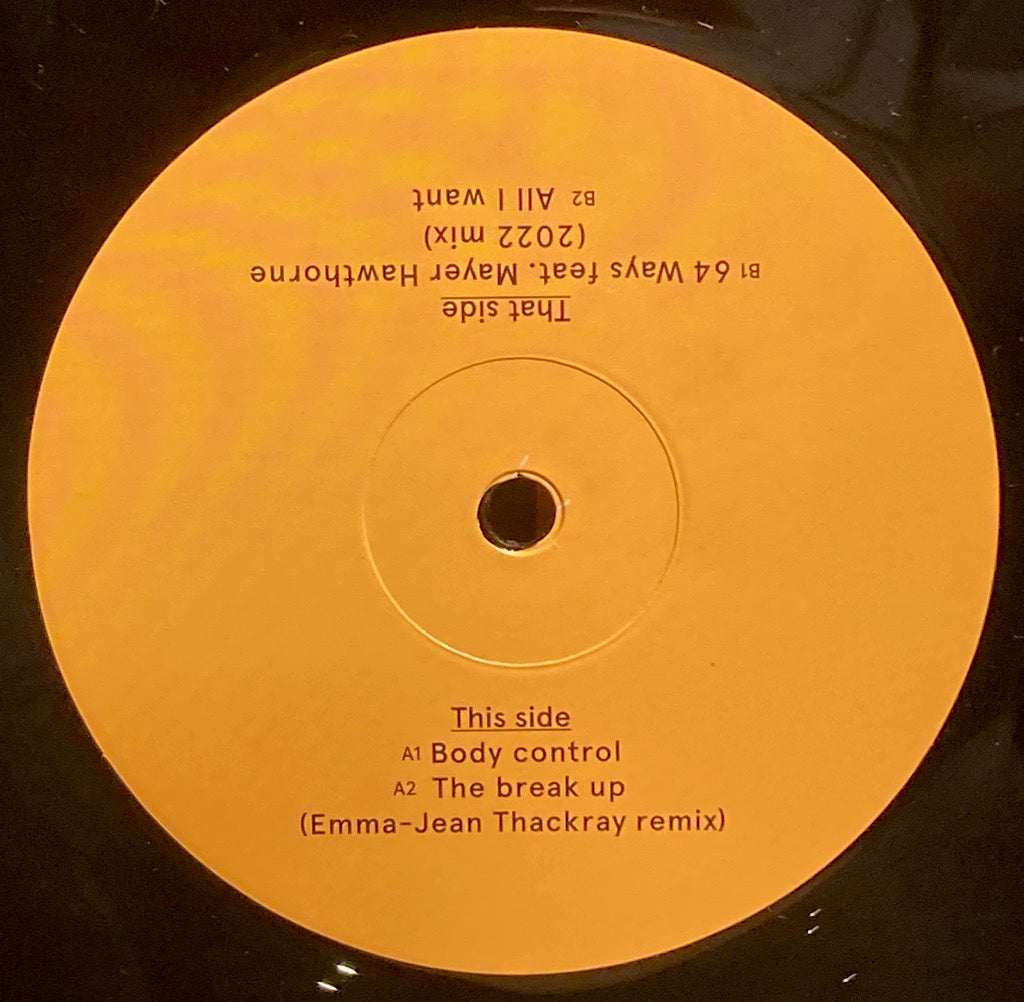 This side
A1 Body control
A2 The break up
(Emma-Jean Thackray remix)
That side
B1 64 Ways feat. Mayer Hawthorne
(2022 mix)
B2 All I want